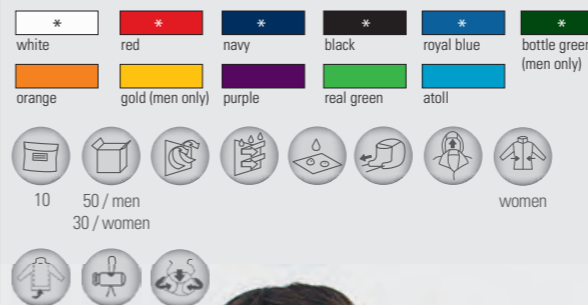 * * * * * *
white red navy black royal blue bottle green
(men only)
orange gold (men only) purple real green atoll
10 50 / men women
30 / women